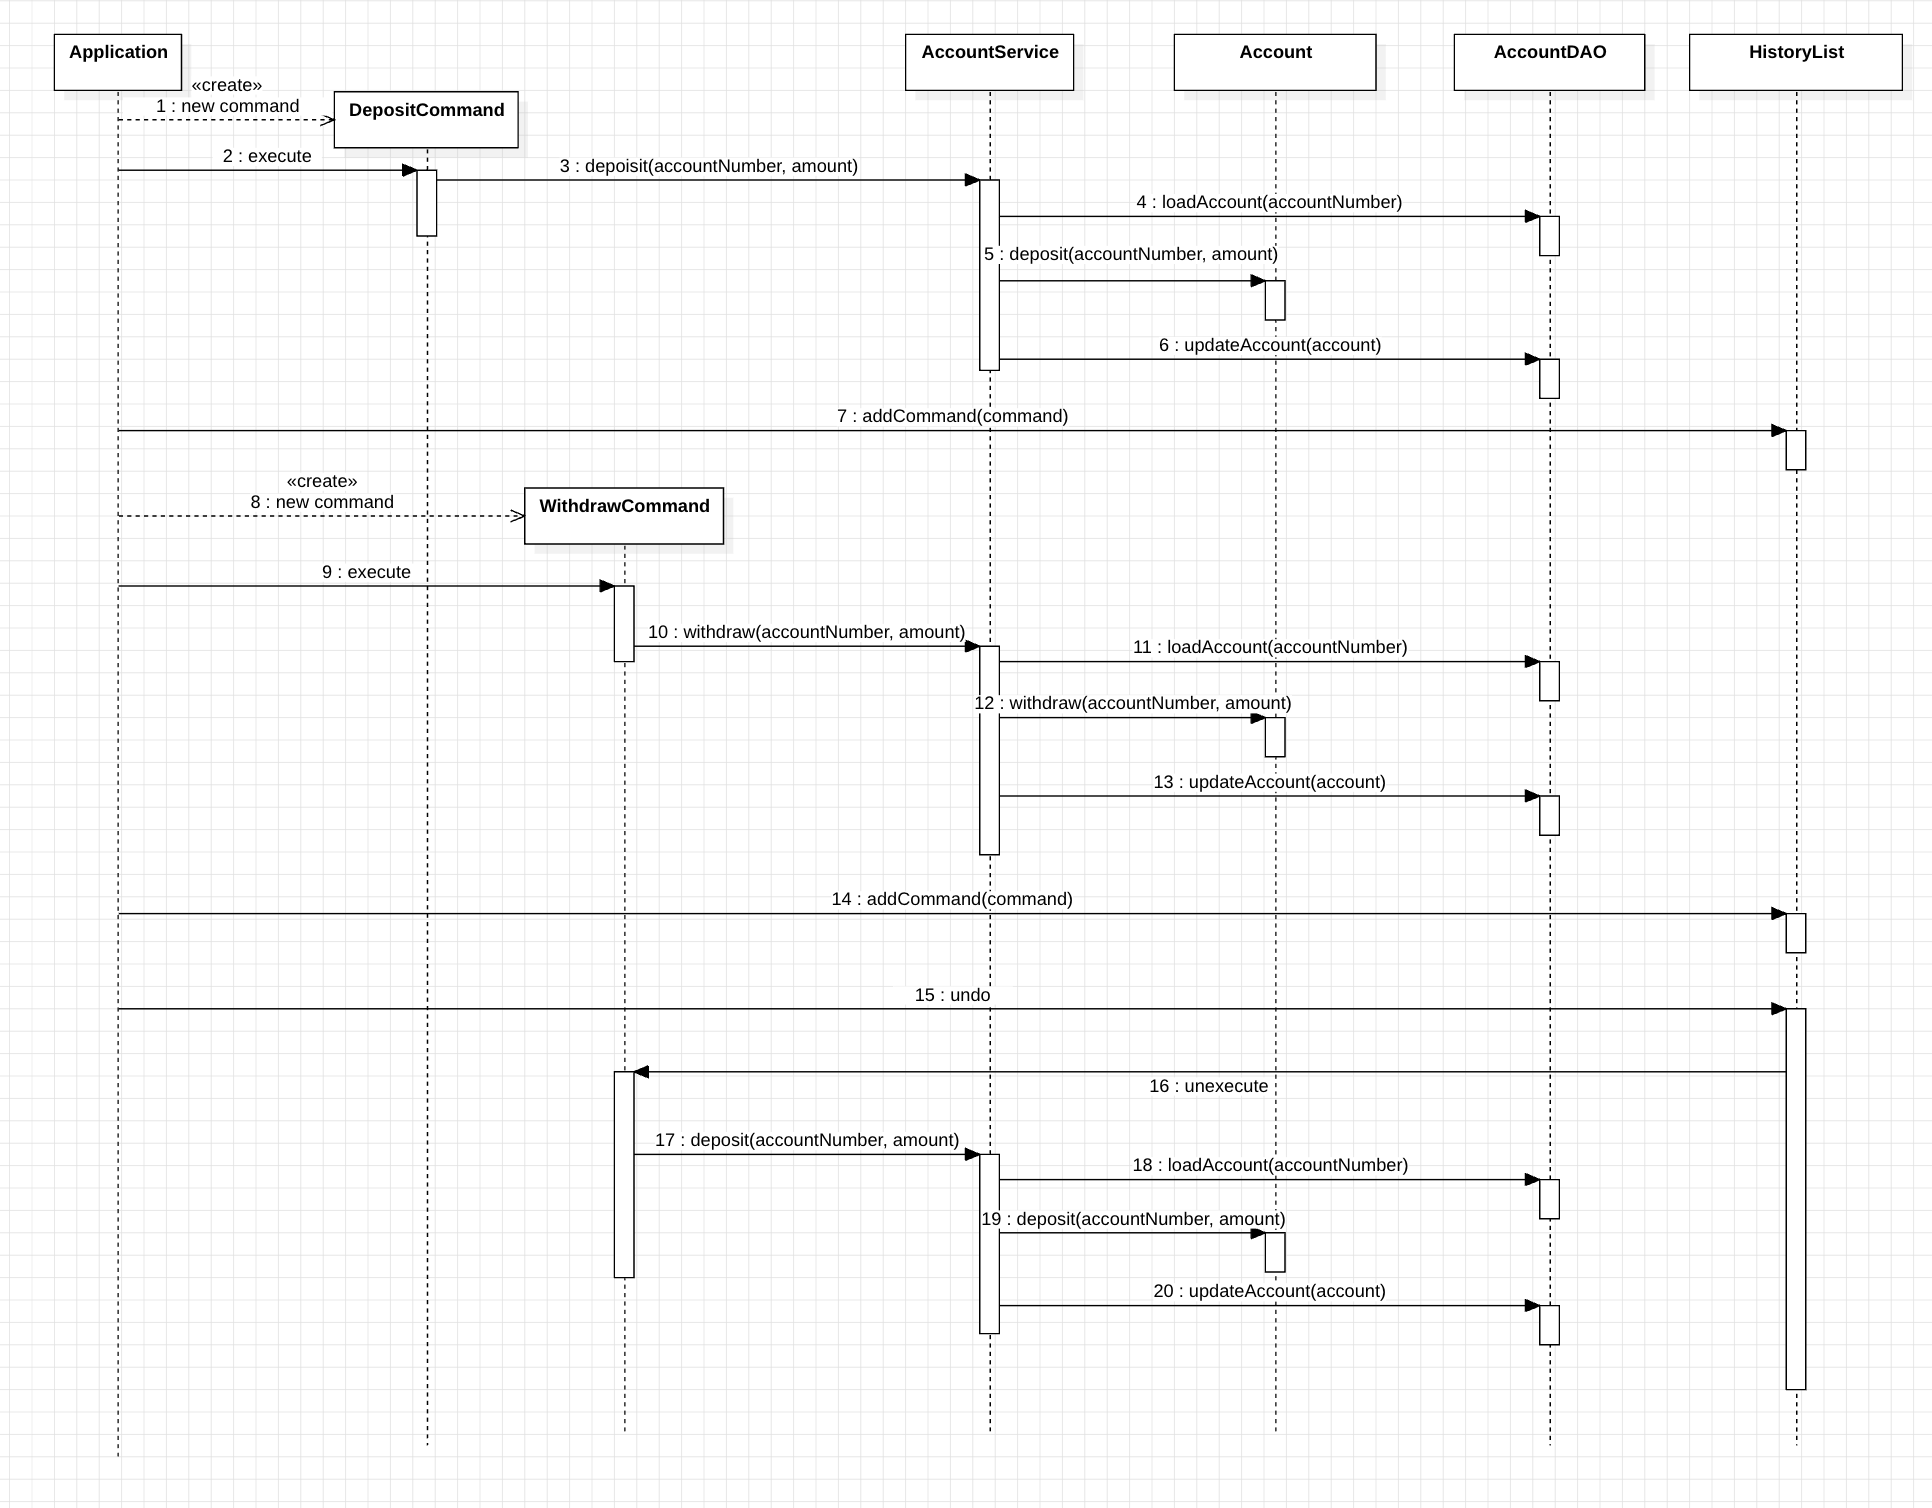 Application
AccountService
Account
AccountDAO
HistoryList
«create»
1 : new command
DepositCommand
2 : execute
3 : depoisit(accountNumber, amount)
4 : loadAccount(accountNumber)
5 : deposit(accountNumber, amount)
6 : updateAccount(account)
7 : addCommand(command)
«create»
8 : new command
WithdrawCommand
9 : execute
10 : withdraw(accountNumber, amount)
11 : loadAccount(accountNumber)
12 : withdraw(accountNumber, amount)
13 : updateAccount(account)
14 : addCommand(command)
15 : undo
16 : unexecute
17 : deposit(accountNumber, amount)
18 : loadAccount(accountNumber)
19 : deposit(accountNumber, amount)
20 : updateAccount(account)